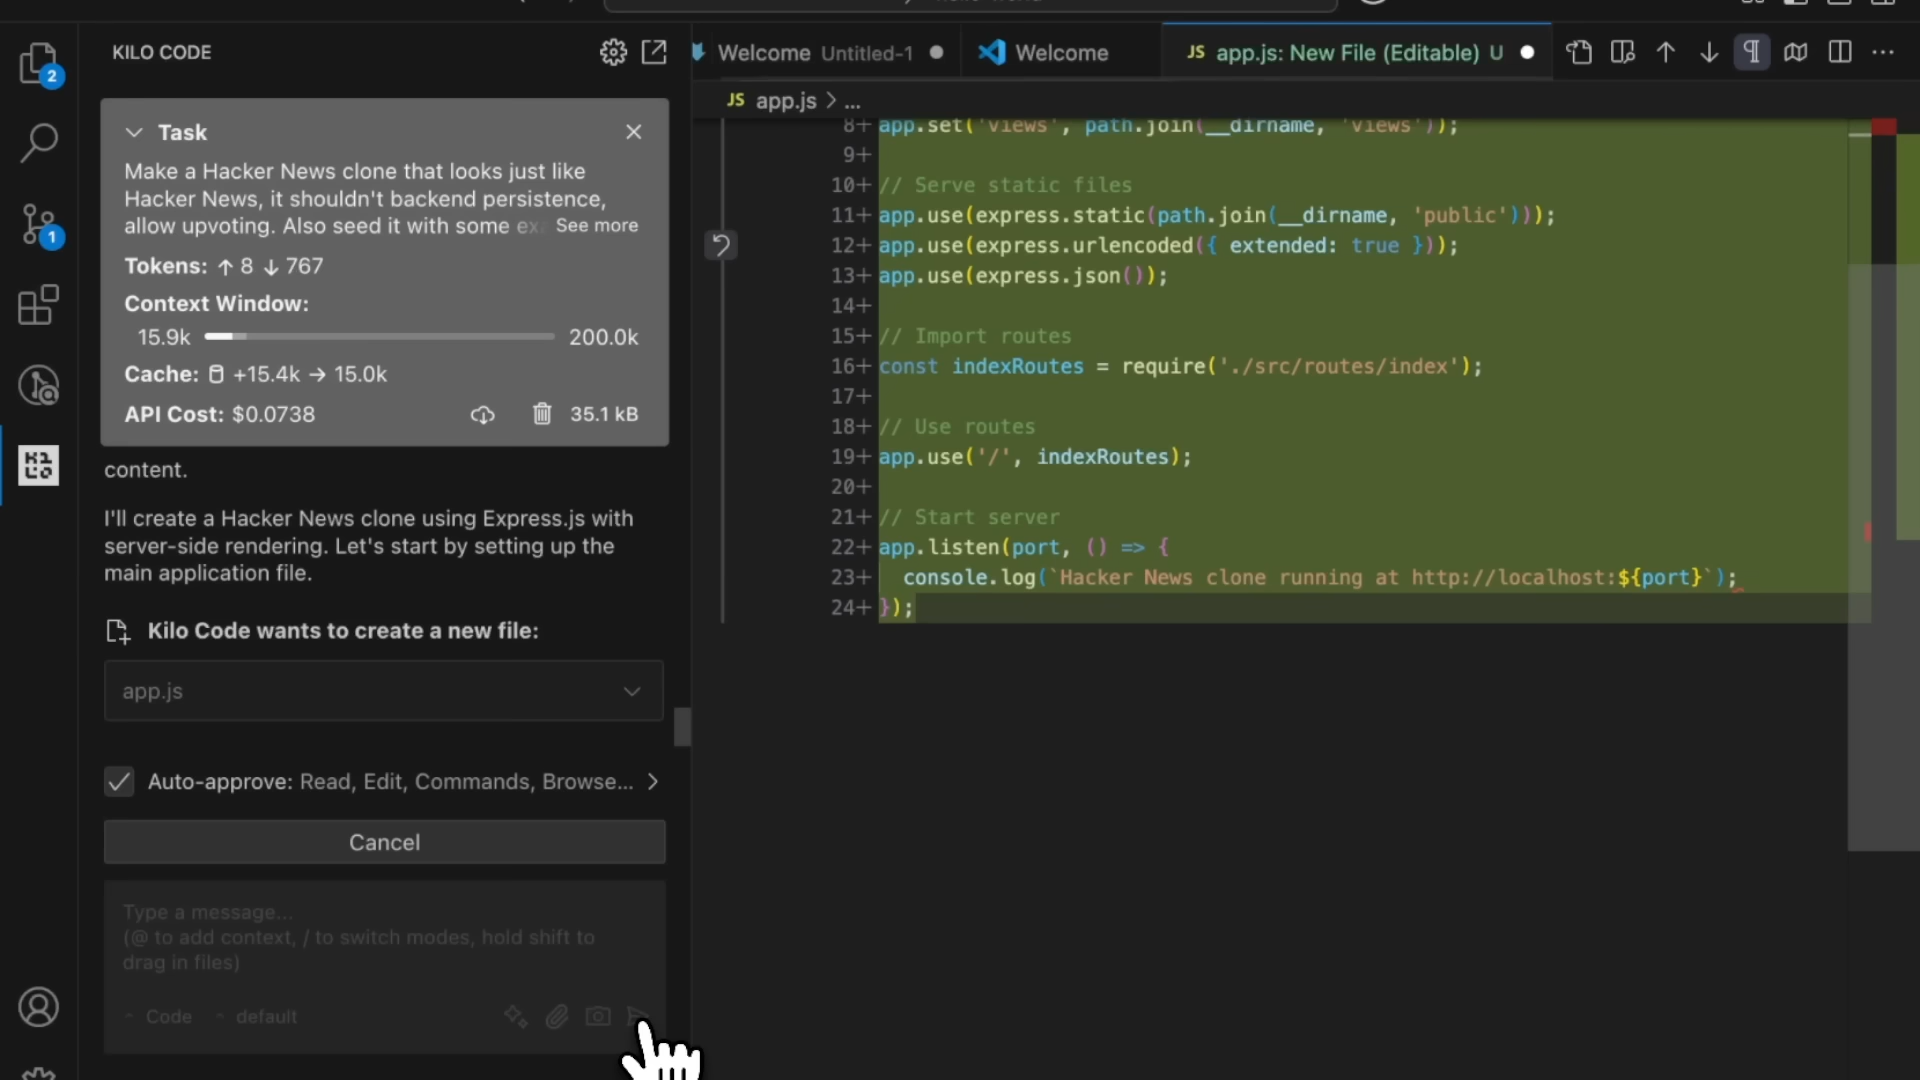 KILO CODE
Welcome Untitled-1
Welcome
JS app.js: New File (Editable) U
2
JS app.js > ...
Task
Make a Hacker News clone that looks just like
Hacker News, it shouldn't backend persistence,
allow upvoting. Also seed it with some See more
Tokens: ↑ 8 ↓ 767
Context Window:
15.9k 200.0k
Cache: +15.4k → 15.0k
API Cost: $0.0738 35.1 kB
1
content.
I'll create a Hacker News clone using Express.js with
server-side rendering. Let's start by setting up the
main application file.
KILO
Kilo Code wants to create a new file:
app.js
Auto-approve: Read, Edit, Commands, Browse...
Cancel
Type a message...
(@ to add context, / to switch modes, hold shift to
drag in files)
Code default
8+ app.set('views', path.join(__dirname, 'views'));
9+
10+ // Serve static files
11+ app.use(express.static(path.join(__dirname, 'public')));
12+ app.use(express.urlencoded({ extended: true }));
13+ app.use(express.json());
14+
15+ // Import routes
16+ const indexRoutes = require('./src/routes/index');
17+
18+ // Use routes
19+ app.use('/', indexRoutes);
20+
21+ // Start server
22+ app.listen(port, () => {
23+ console.log(`Hacker News clone running at http://localhost:${port}`);
24+ });